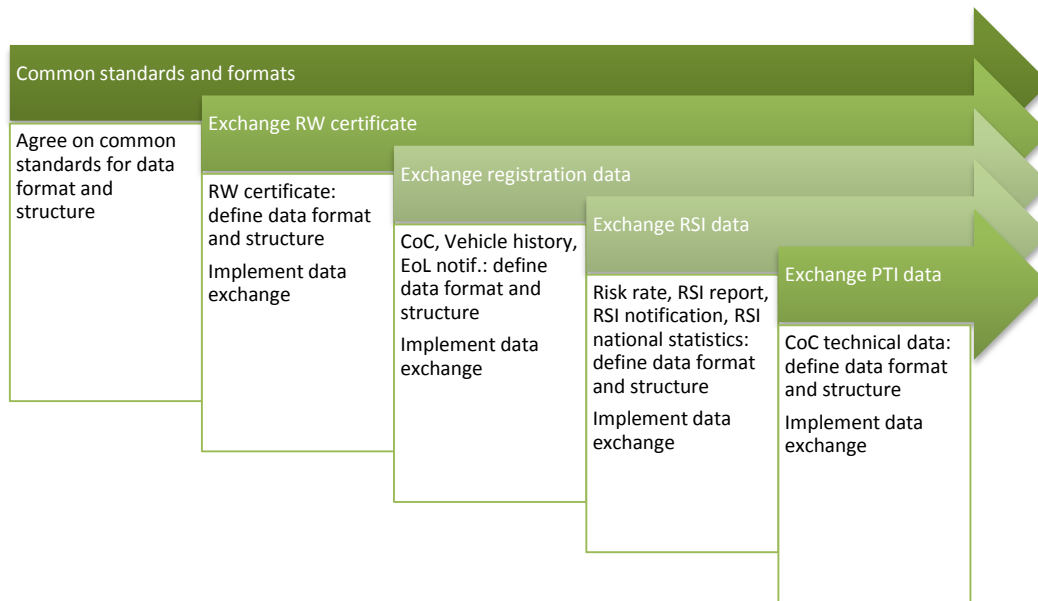 Common standards and formats
Agree on common
standards for data
format and
structure
Exchange RW certificate
RW certificate:
define data format
and structure
Implement data
exchange
Exchange registration data
CoC, Vehicle history,
EoL notif.: define
data format and
structure
Implement data
exchange
Exchange RSI data
Risk rate, RSI report,
RSI notification, RSI
national statistics:
define data format
and structure
Implement data
exchange
Exchange PTI data
CoC technical data:
define data format
and structure
Implement data
exchange